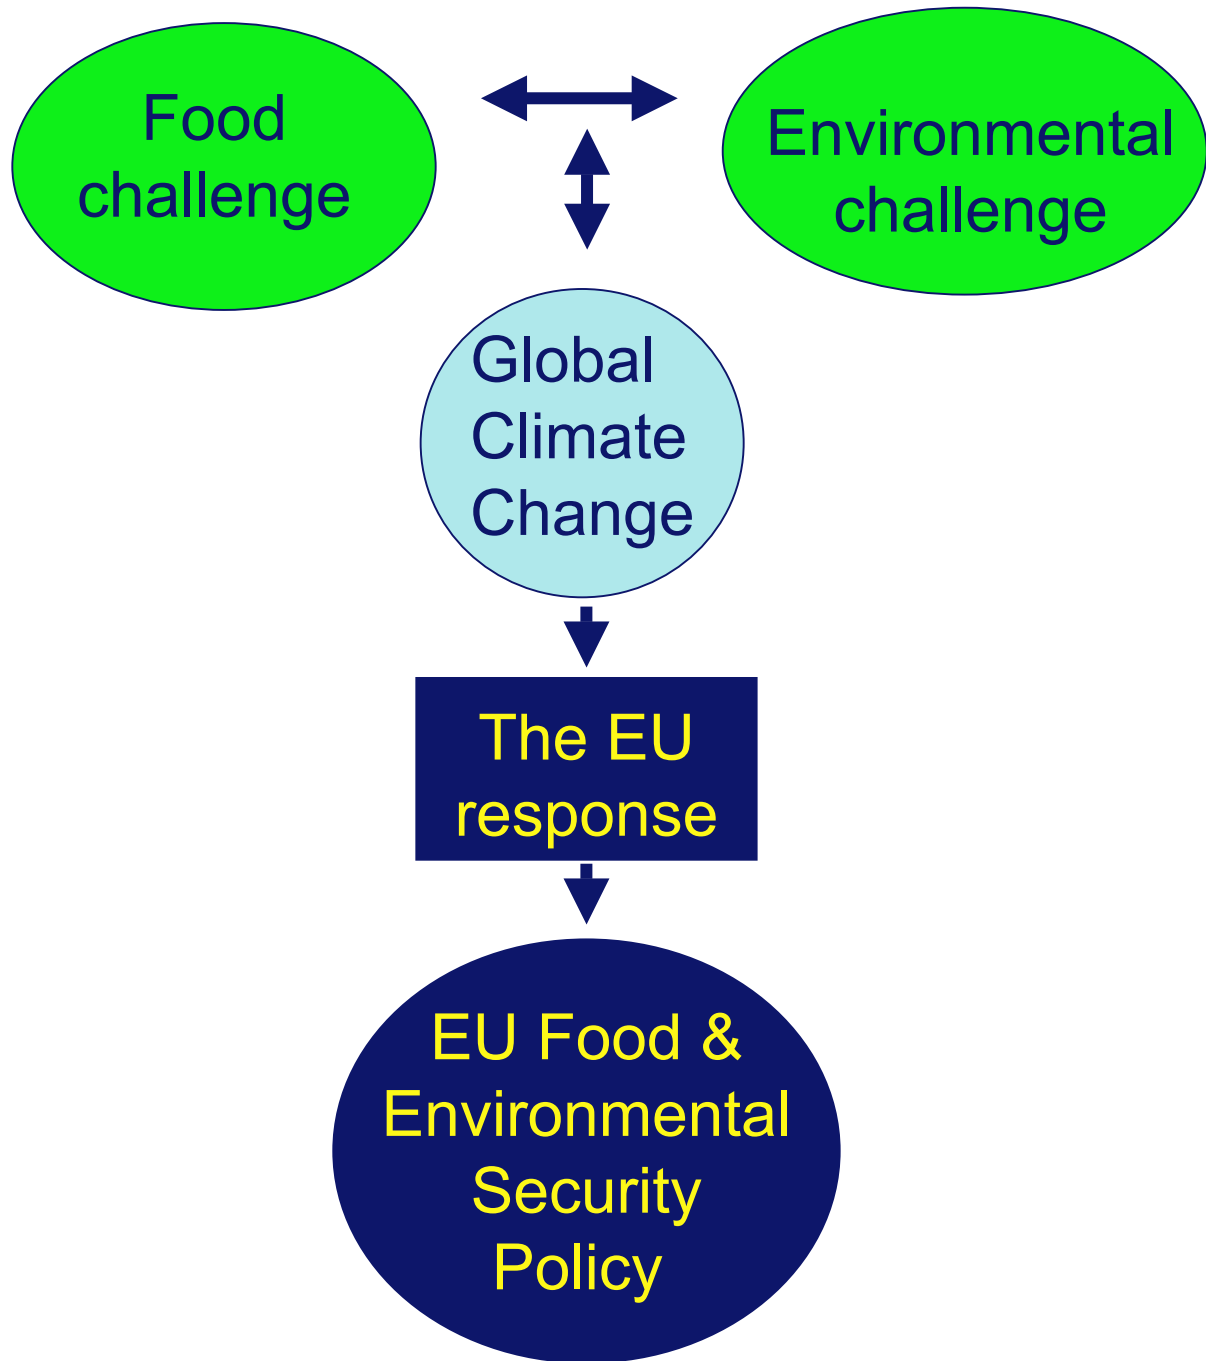 Food
challenge
Environmental
challenge
Global
Climate
Change
The EU
response
EU Food &
Environmental
Security
Policy